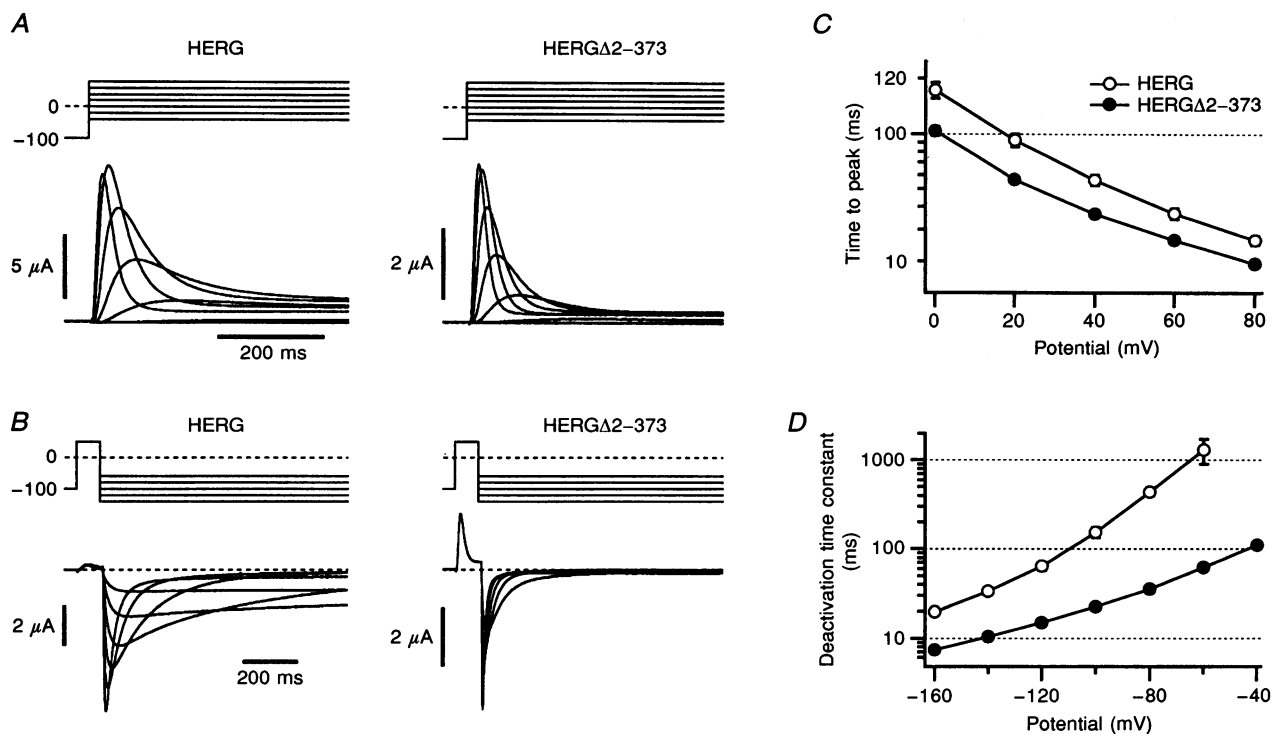 A
HERG
HERGΔ2–373
0
−100
5 μA
2 μA
200 ms
B
HERG
HERGΔ2–373
0
−100
2 μA
2 μA
200 ms
C
120
100
10
Time to peak (ms)
HERG
HERGΔ2–373
0 20 40 60 80
Potential (mV)
D
1000
100
10
Deactivation time constant
(ms)
−160 −120 −80 −40
Potential (mV)